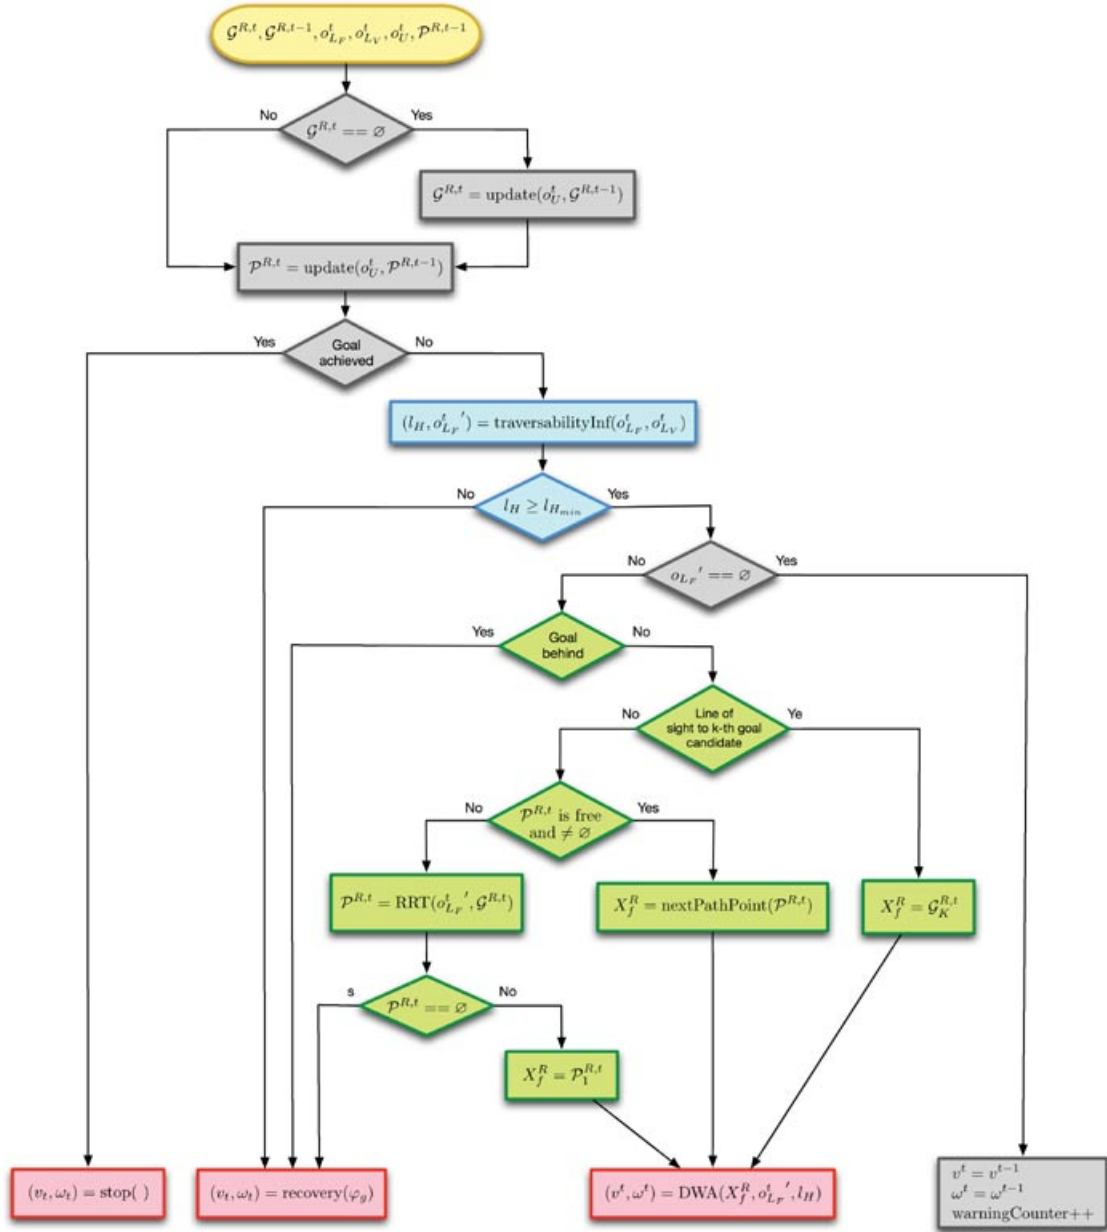 𝒢^{R,t}, 𝒢^{R,t-1}, o^t_{L_F}, o^t_{L_V}, o^t_U, 𝒫^{R,t-1}
No
Yes
𝒢^{R,t} == ∅
𝒢^{R,t} = update(o^t_U, 𝒢^{R,t-1})
𝒫^{R,t} = update(o^t_U, 𝒫^{R,t-1})
Yes
Goal
achieved
No
(l_H, o^t_{L_F}′) = traversabilityInf(o^t_{L_F}, o^t_{L_V})
No
l_H ≥ l_{H_{min}}
Yes
No
o_{L_F}′ == ∅
Yes
Yes
Goal
behind
No
No
Line of
sight to k-th goal
candidate
Ye
No
𝒫^{R,t} is free
and ≠ ∅
Yes
𝒫^{R,t} = RRT(o^t_{L_F}′, 𝒢^{R,t})
X^R_f = nextPathPoint(𝒫^{R,t})
X^R_f = 𝒢^{R,t}_K
s
𝒫^{R,t} == ∅
No
X^R_f = 𝒫^{R,t}_1
(v_t, ω_t) = stop( )
(v_t, ω_t) = recovery(φ_g)
(v^t, ω^t) = DWA(X^R_f, o^t_{L_F}′, l_H)
v^t = v^{t-1}
ω^t = ω^{t-1}
warningCounter++